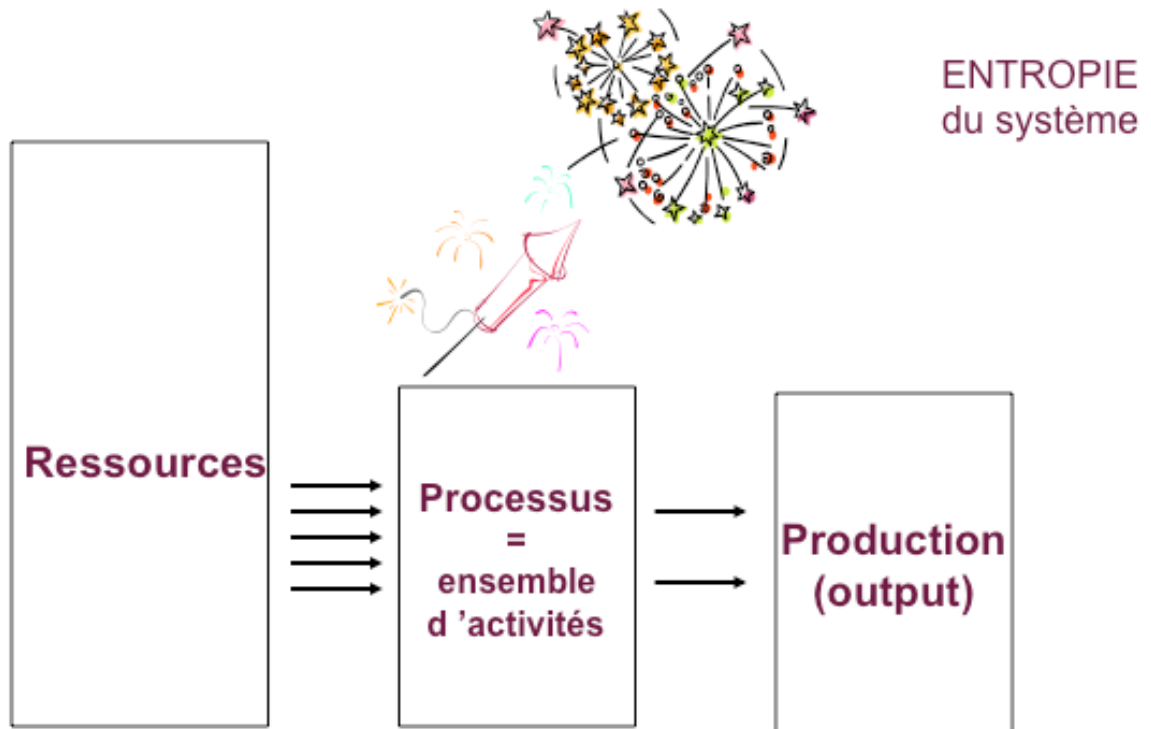 ENTROPIE
du système
Ressources
Processus
=
ensemble
d ’activités
Production
(output)